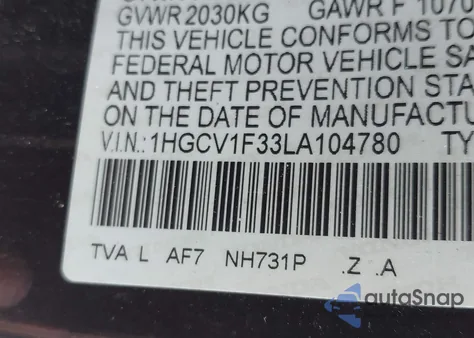 GVWR 2030KG GAWR F 1070
THIS VEHICLE CONFORMS TO
FEDERAL MOTOR VEHICLE SA
AND THEFT PREVENTION STA
ON THE DATE OF MANUFACTU
V.I.N.: 1HGCV1F33LA104780 TY
TVA L AF7 NH731P .Z .A
autoSnap